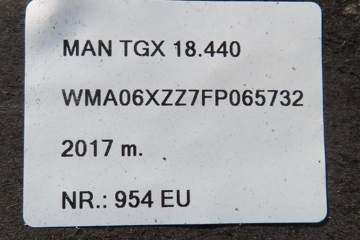 MAN TGX 18.440
WMA06XZZ7FP065732
2017 m.
NR.: 954 EU